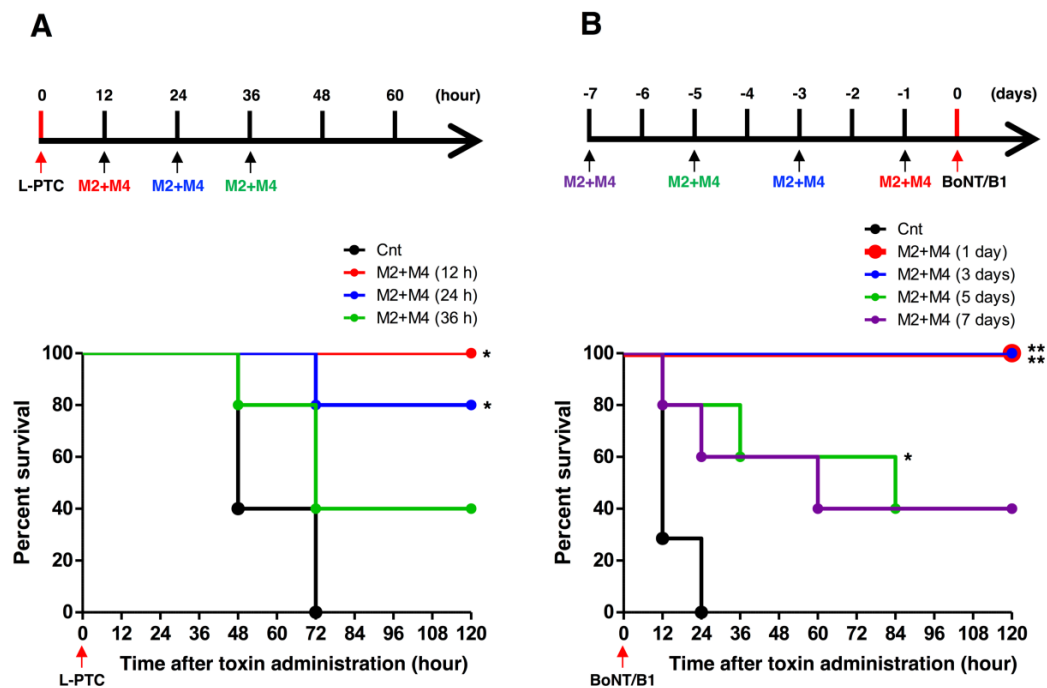 A
0 12 24 36 48 60 (hour)
L-PTC M2+M4 M2+M4 M2+M4
Cnt
M2+M4 (12 h)
M2+M4 (24 h)
M2+M4 (36 h)
Percent survival
100
80
60
40
20
0
*
*
0 12 24 36 48 60 72 84 96 108 120
Time after toxin administration (hour)
L-PTC
B
-7 -6 -5 -4 -3 -2 -1 0 (days)
M2+M4 M2+M4 M2+M4 M2+M4 BoNT/B1
Cnt
M2+M4 (1 day)
M2+M4 (3 days)
M2+M4 (5 days)
M2+M4 (7 days)
Percent survival
100
80
60
40
20
0
**
**
*
0 12 24 36 48 60 72 84 96 108 120
Time after toxin administration (hour)
BoNT/B1